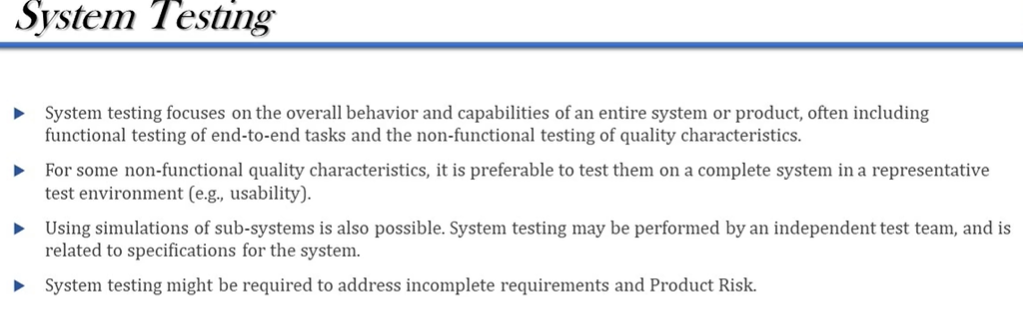 System Testing
System testing focuses on the overall behavior and capabilities of an entire system or product, often including
functional testing of end-to-end tasks and the non-functional testing of quality characteristics.
For some non-functional quality characteristics, it is preferable to test them on a complete system in a representative
test environment (e.g., usability).
Using simulations of sub-systems is also possible. System testing may be performed by an independent test team, and is
related to specifications for the system.
System testing might be required to address incomplete requirements and Product Risk.